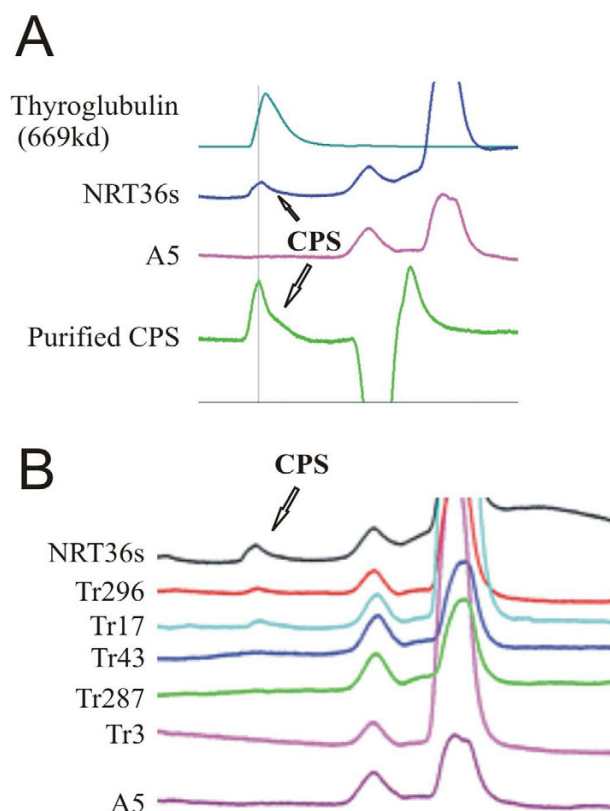 A
Thyroglubulin
(669kd)
NRT36s
CPS
A5
Purified CPS
B
CPS
NRT36s
Tr296
Tr17
Tr43
Tr287
Tr3
A5